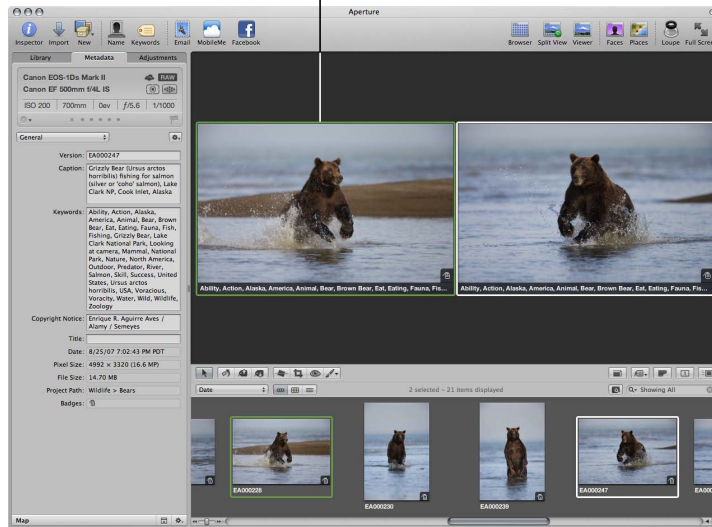 Aperture
Inspector Import New Name Keywords Email MobileMe Facebook Browser Split View Viewer Faces Places Loupe Full Scree
Library Metadata Adjustments
Canon EOS-1Ds Mark II RAW
Canon EF 500mm f/4L IS
ISO 200 700mm 0ev f/5.6 1/1000
General
Version: EA000247
Caption: Grizzly Bear (Ursus arctos
horribilis) fishing for salmon
(silver or 'coho' salmon), Lake
Clark NP, Cook Inlet, Alaska
Keywords: Ability, Action, Alaska,
America, Animal, Bear, Brown
Bear, Eat, Eating, Fauna, Fish,
Fishing, Grizzly Bear, Lake
Clark National Park, Looking
at camera, Mammal, National
Park, Nature, North America,
Outdoor, Predator, River,
Salmon, Skill, Success, United
States, Ursus arctos
horribilis, USA, Voracious,
Voracity, Water, Wild, Wildlife,
Zoology
Copyright Notice: Enrique R. Aguirre Aves /
Alamy / Semeyes
Title:
Date: 8/25/07 7:02:43 PM PDT
Pixel Size: 4992 × 3320 (16.6 MP)
File Size: 14.70 MB
Project Path: Wildlife > Bears
Badges:
Map
Ability, Action, Alaska, America, Animal, Bear, Brown Bear, Eat, Eating, Fauna, Fis...
Ability, Action, Alaska, America, Animal, Bear, Brown Bear, Eat, Eating, Fauna, Fis...
Date 2 selected - 21 items displayed Showing All
EA000228
EA000230
EA000239
EA000247
EA000